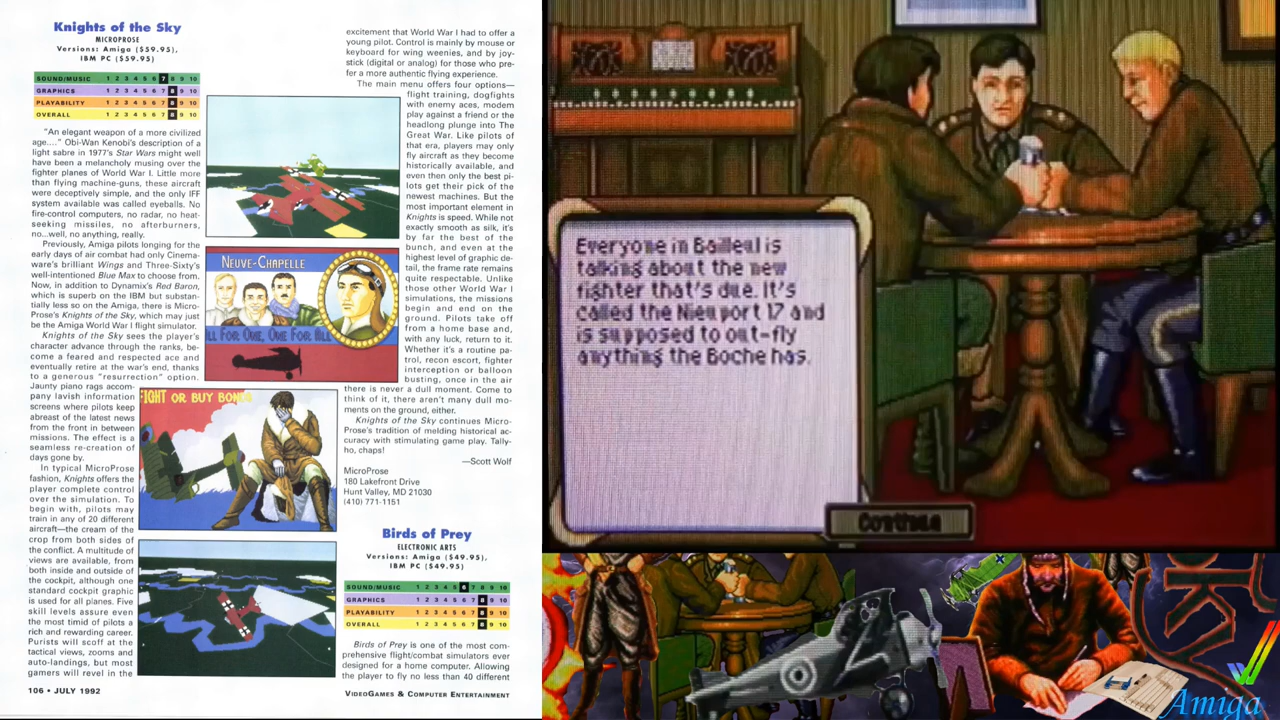 Knights of the Sky
MICROPROSE
Versions: Amiga ($59.95),
IBM PC ($59.95)
SOUND/MUSIC 1 2 3 4 5 6 7 8 9 10
GRAPHICS 1 2 3 4 5 6 7 8 9 10
PLAYABILITY 1 2 3 4 5 6 7 8 9 10
OVERALL 1 2 3 4 5 6 7 8 9 10
"An elegant weapon of a more civilized
age...." Obi-Wan Kenobi's description of a
light sabre in 1977's Star Wars might well
have been a melancholy musing over the
fighter planes of World War I. Little more
than flying machine-guns, these aircraft
were deceptively simple, and the only IFF
system available was called eyeballs. No
fire-control computers, no radar, no heat-
seeking missiles, no afterburners,
no...well, no anything, really.
Previously, Amiga pilots longing for the
early days of air combat had only Cinema-
ware's brilliant Wings and Three-Sixty's
well-intentioned Blue Max to choose from.
Now, in addition to Dynamix's Red Baron,
which is superb on the IBM but substan-
tially less so on the Amiga, there is Micro-
Prose's Knights of the Sky, which may just
be the Amiga World War I flight simulator.
Knights of the Sky sees the player's
character advance through the ranks, be-
come a feared and respected ace and
eventually retire at the war's end, thanks
to a generous "resurrection" option.
Jaunty piano rags accom-
pany lavish information
screens where pilots keep
abreast of the latest news
from the front in between
missions. The effect is a
seamless re-creation of
days gone by.
In typical MicroProse
fashion, Knights offers the
player complete control
over the simulation. To
begin with, pilots may
train in any of 20 different
aircraft—the cream of the
crop from both sides of
the conflict. A multitude of
views are available, from
both inside and outside of
the cockpit, although one
standard cockpit graphic
is used for all planes. Five
skill levels assure even
the most timid of pilots a
rich and rewarding career.
Purists will scoff at the
tactical views, zooms and
auto-landings, but most
gamers will revel in the
106 • JULY 1992
NEUVE-CHAPELLE
LL FOR ONE, ONE FOR ALL
FIGHT OR BUY BONDS
excitement that World War I had to offer a
young pilot. Control is mainly by mouse or
keyboard for wing weenies, and by joy-
stick (digital or analog) for those who pre-
fer a more authentic flying experience.
The main menu offers four options—
flight training, dogfights
with enemy aces, modem
play against a friend or the
headlong plunge into The
Great War. Like pilots of
that era, players may only
fly aircraft as they become
historically available, and
even then only the best pi-
lots get their pick of the
newest machines. But the
most important element in
Knights is speed. While not
exactly smooth as silk, it's
by far the best of the
bunch, and even at the
highest level of graphic de-
tail, the frame rate remains
quite respectable. Unlike
those other World War I
simulations, the missions
begin and end on the
ground. Pilots take off
from a home base and,
with any luck, return to it.
Whether it's a routine pa-
trol, recon escort, fighter
interception or balloon
busting, once in the air
there is never a dull moment. Come to
think of it, there aren't many dull mo-
ments on the ground, either.
Knights of the Sky continues Micro-
Prose's tradition of melding historical ac-
curacy with stimulating game play. Tally-
ho, chaps!
—Scott Wolf
MicroProse
180 Lakefront Drive
Hunt Valley, MD 21030
(410) 771-1151
Birds of Prey
ELECTRONIC ARTS
Versions: Amiga ($49.95),
IBM PC ($49.95)
SOUND/MUSIC 1 2 3 4 5 6 7 8 9 10
GRAPHICS 1 2 3 4 5 6 7 8 9 10
PLAYABILITY 1 2 3 4 5 6 7 8 9 10
OVERALL 1 2 3 4 5 6 7 8 9 10
Birds of Prey is one of the most com-
prehensive flight/combat simulators ever
designed for a home computer. Allowing
the player to fly no less than 40 different
VIDEOGAMES & COMPUTER ENTERTAINMENT
Everyone in Bailleul is
talking about the new
fighter that's due. It's
called the Nieuport 17 and
is supposed to out-fly
anything the Boche has.
Continue
Amiga